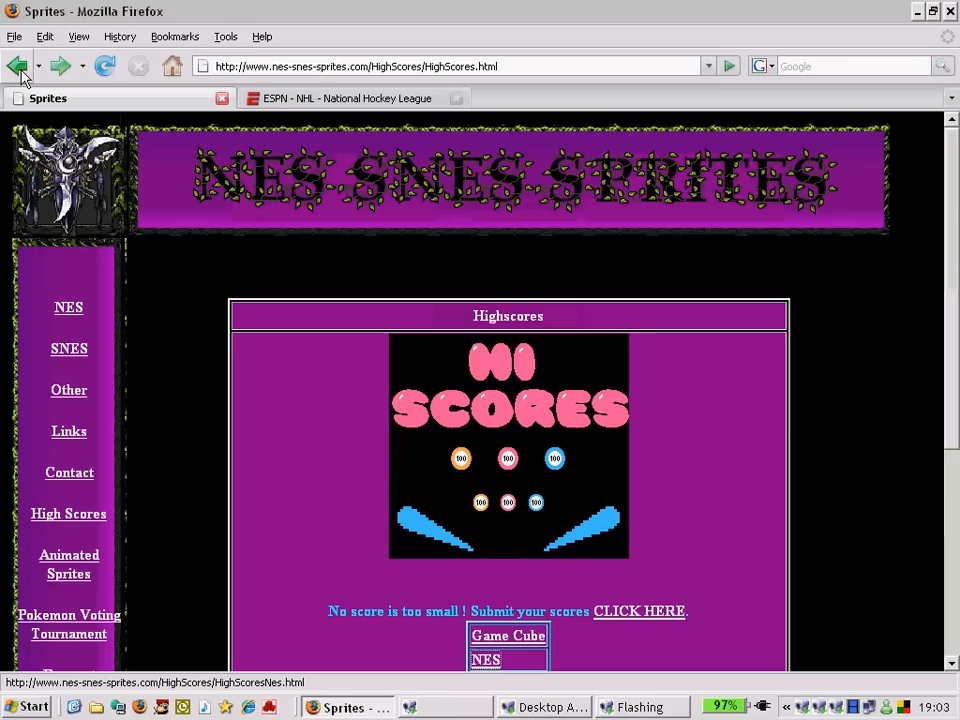 Sprites - Mozilla Firefox
File Edit View History Bookmarks Tools Help
http://www.nes-snes-sprites.com/HighScores/HighScores.html
G Google
Sprites
ESPN - NHL - National Hockey League
NES SNES SPRITES
NES
SNES
Other
Links
Contact
High Scores
Animated
Sprites
Pokemon Voting
Tournament
Highscores
HI
SCORES
100 100 100
100 100 100
No score is too small ! Submit your scores CLICK HERE.
Game Cube
NES
http://www.nes-snes-sprites.com/HighScores/HighScoresNes.html
Start
Sprites - ...
Desktop A...
Flashing
97%
19:03